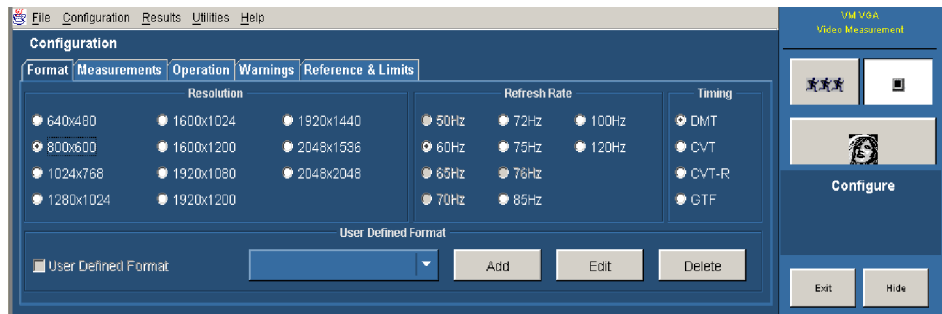 File Configuration Results Utilities Help
VM VGA
Video Measurement
Configuration
Format Measurements Operation Warnings Reference & Limits
Resolution Refresh Rate Timing
640x480 1600x1024 1920x1440 50Hz 72Hz 100Hz DMT
800x600 1600x1200 2048x1536 60Hz 75Hz 120Hz CVT
1024x768 1920x1080 2048x2048 65Hz 76Hz CVT-R
1280x1024 1920x1200 70Hz 85Hz GTF
Configure
User Defined Format
User Defined Format Add Edit Delete
Exit Hide